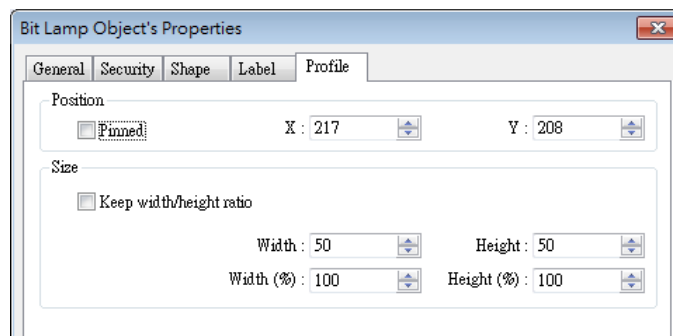 Bit Lamp Object's Properties
General Security Shape Label Profile
Position
Pinned X : 217 Y : 208
Size
Keep width/height ratio
Width : 50 Height : 50
Width (%) : 100 Height (%) : 100